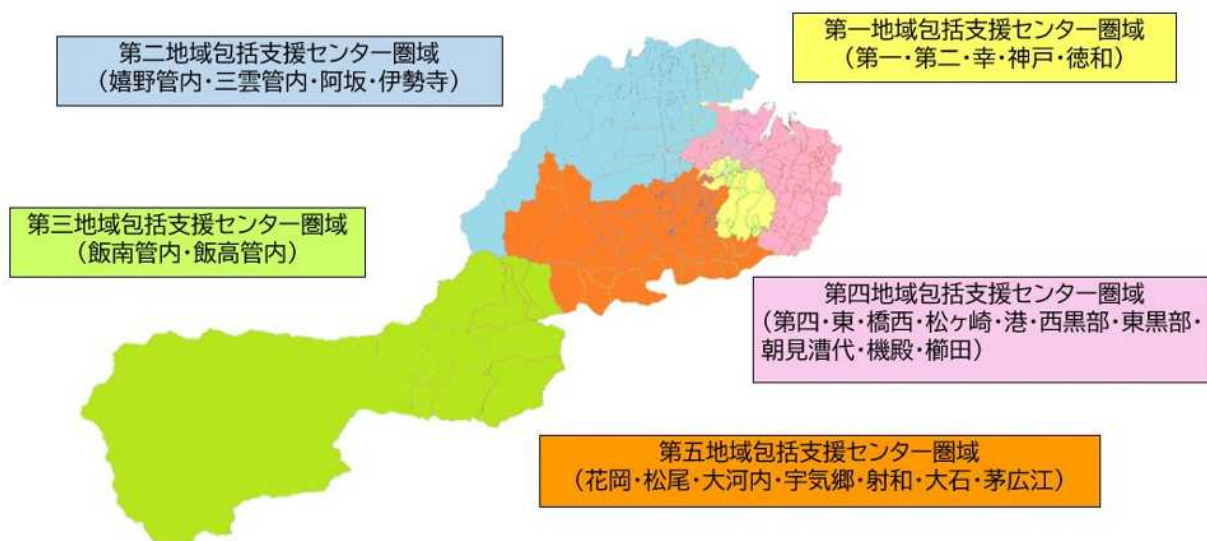 第二地域包括支援センター圏域
（嬉野管内・三雲管内・阿坂・伊勢寺）
第一地域包括支援センター圏域
（第一・第二・幸・神戸・徳和）
第三地域包括支援センター圏域
（飯南管内・飯高管内）
第四地域包括支援センター圏域
（第四・東・橋西・松ヶ崎・港・西黒部・東黒部・
朝見漕代・機殿・櫛田）
第五地域包括支援センター圏域
（花岡・松尾・大河内・宇気郷・射和・大石・茅広江）